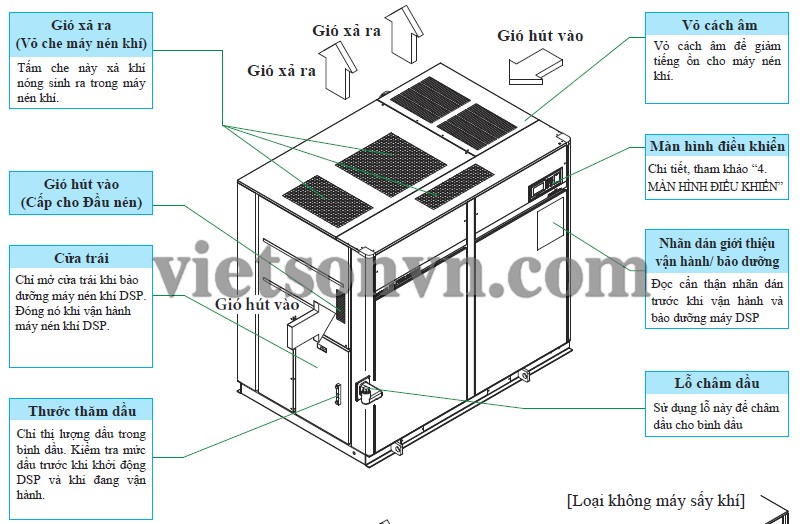 Gió xả ra
(Vỏ che máy nén khí)
Tấm che này xả khí
nóng sinh ra trong máy
nén khí.
Gió xả ra
Gió xả ra
Gió hút vào
Vỏ cách âm
Vỏ cách âm để giảm
tiếng ồn cho máy nén
khí.
Màn hình điều khiển
Chi tiết, tham khảo “4.
MÀN HÌNH ĐIỀU KHIỂN”
Gió hút vào
(Cấp cho Đầu nén)
Cửa trái
Chỉ mở cửa trái khi bảo
dưỡng máy nén khí DSP.
Đóng nó khi vận hành
máy nén khí DSP.
Gió hút vào
vietsonvn.com
Nhãn dán giới thiệu
vận hành/ bảo dưỡng
Đọc cẩn thận nhãn dán
trước khi vận hành và
bảo dưỡng máy DSP
Lỗ châm dầu
Sử dụng lỗ này để châm
dầu cho bình dầu
Thước thăm dầu
Chỉ thị lượng dầu trong
bình dầu. Kiểm tra mức
dầu trước khi khởi động
DSP và khi đang vận
hành.
[Loại không máy sấy khí]